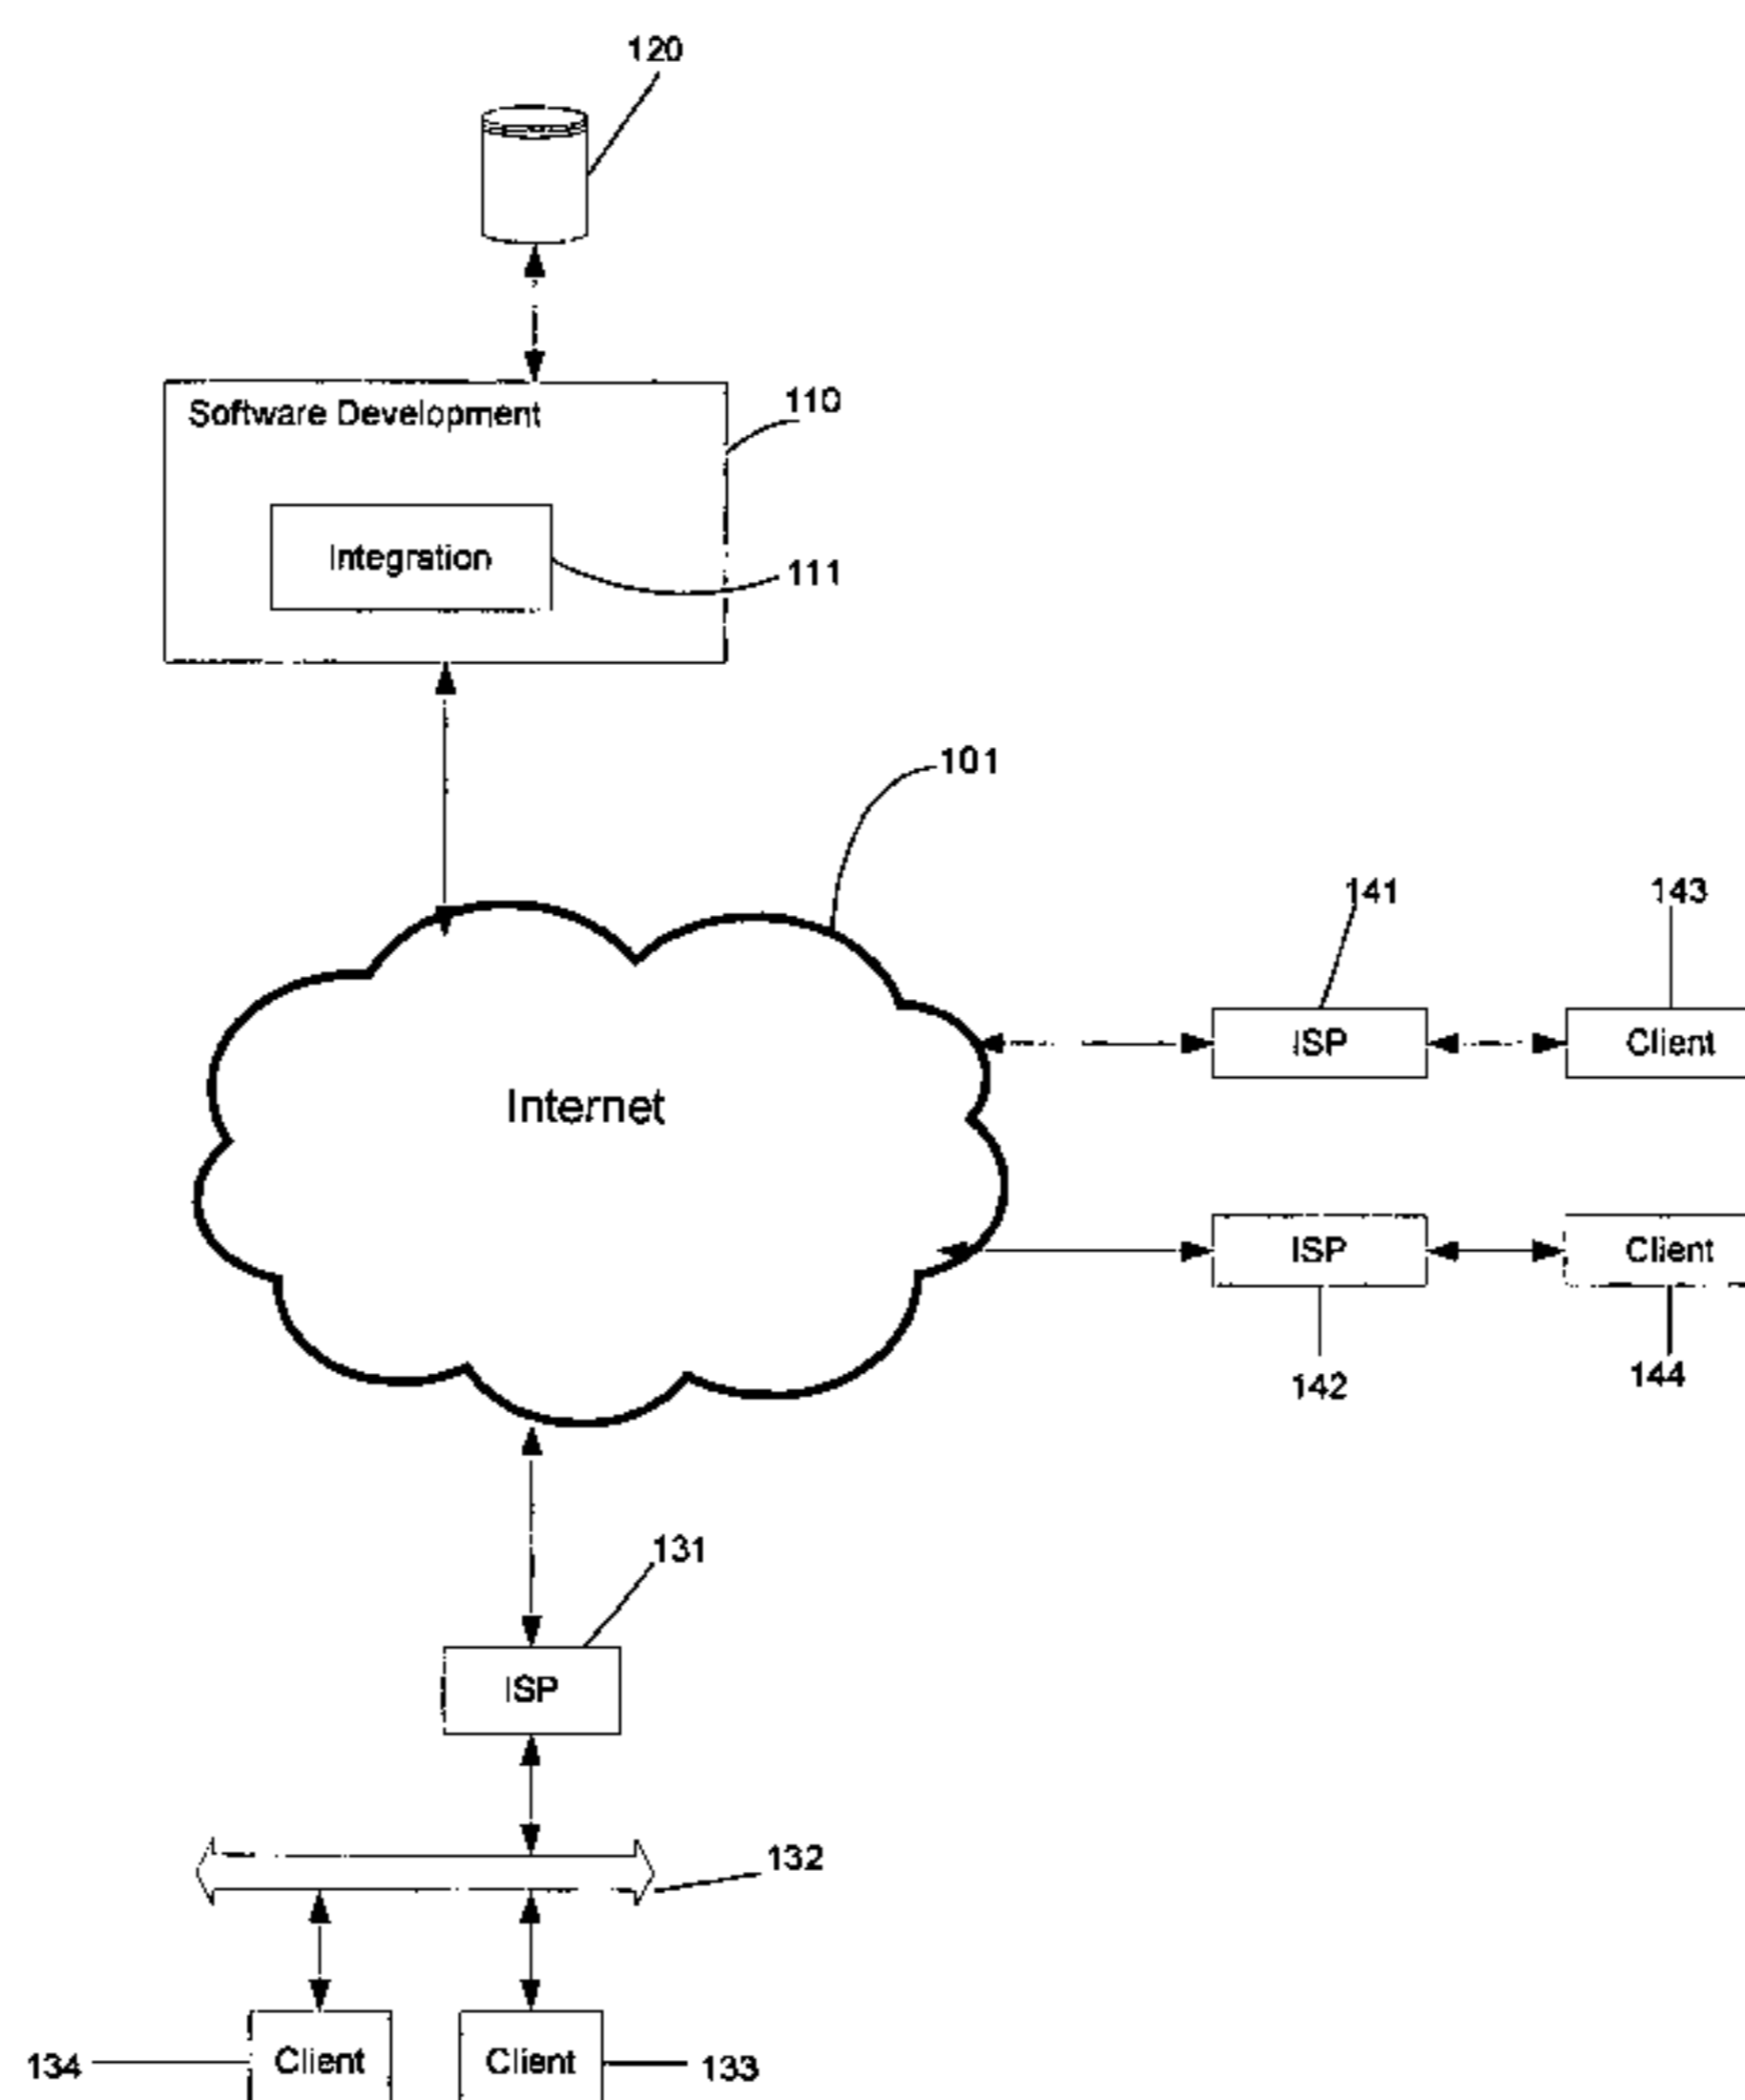 120
Software Development
110
Integration
111
101
141
143
ISP
Client
Internet
ISP
Client
142
144
131
ISP
132
134
Client
Client
133